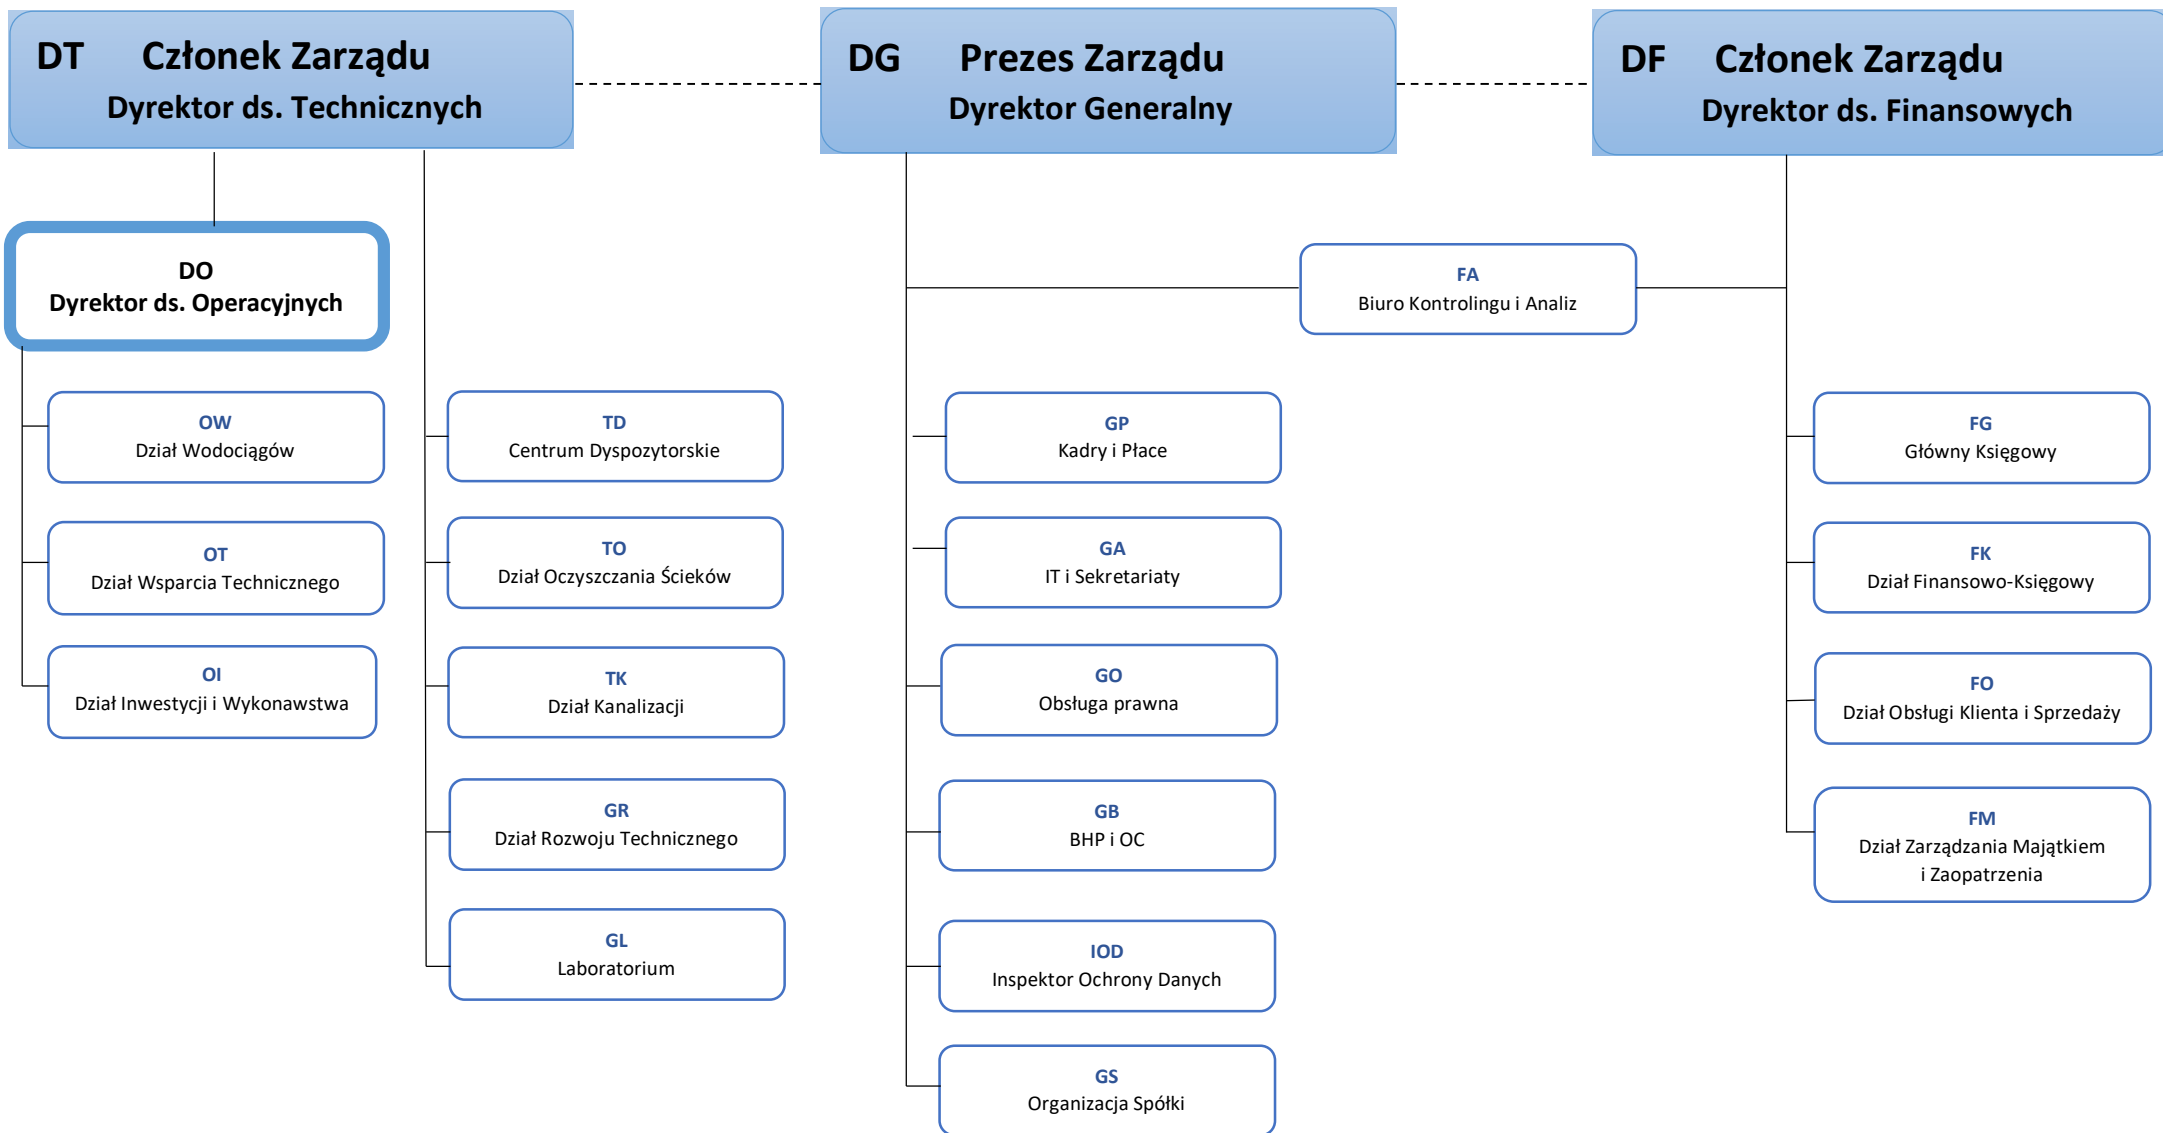 DT Członek Zarządu
Dyrektor ds. Technicznych
DG Prezes Zarządu
Dyrektor Generalny
DF Członek Zarządu
Dyrektor ds. Finansowych
DO
Dyrektor ds. Operacyjnych
FA
Biuro Kontrolingu i Analiz
OW
Dział Wodociągów
OT
Dział Wsparcia Technicznego
OI
Dział Inwestycji i Wykonawstwa
TD
Centrum Dyspozytorskie
TO
Dział Oczyszczania Ścieków
TK
Dział Kanalizacji
GR
Dział Rozwoju Technicznego
GL
Laboratorium
GP
Kadry i Płace
GA
IT i Sekretariaty
GO
Obsługa prawna
GB
BHP i OC
IOD
Inspektor Ochrony Danych
GS
Organizacja Spółki
FG
Główny Księgowy
FK
Dział Finansowo-Księgowy
FO
Dział Obsługi Klienta i Sprzedaży
FM
Dział Zarządzania Majątkiem
i Zaopatrzenia